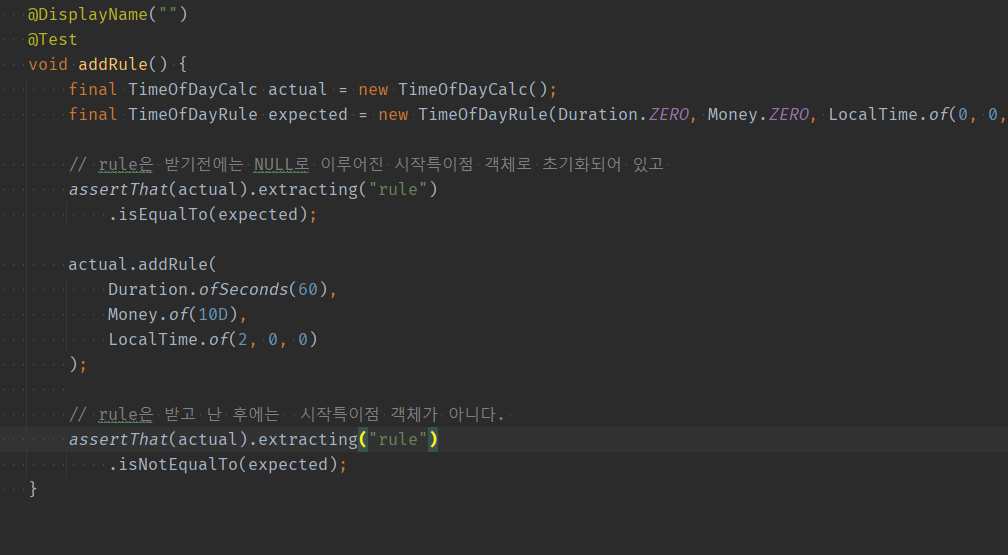 @DisplayName("")
@Test
void addRule() {
final TimeOfDayCalc actual = new TimeOfDayCalc();
final TimeOfDayRule expected = new TimeOfDayRule(Duration.ZERO, Money.ZERO, LocalTime.of(0, 0,
// rule은 받기전에는 NULL로 이루어진 시작특이점 객체로 초기화되어 있고
assertThat(actual).extracting("rule")
.isEqualTo(expected);
actual.addRule(
Duration.ofSeconds(60),
Money.of(10D),
LocalTime.of(2, 0, 0)
);
// rule은 받고 난 후에는 시작특이점 객체가 아니다.
assertThat(actual).extracting("rule")
.isNotEqualTo(expected);
}